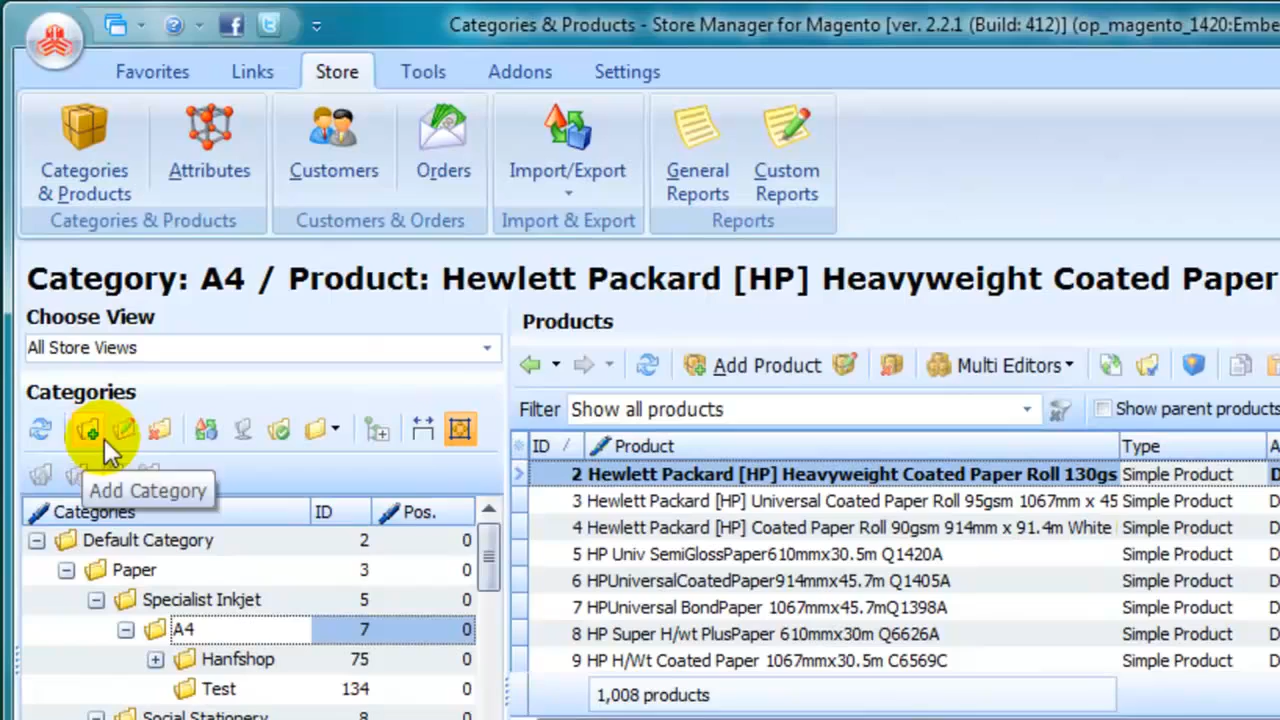 Categories & Products - Store Manager for Magento [ver. 2.2.1 (Build: 412)] (op_magento_1420:Embe
Favorites Links Store Tools Addons Settings
Categories & Products Attributes Customers Orders Import/Export General Reports Custom Reports
Categories & Products Customers & Orders Import & Export Reports
Category: A4 / Product: Hewlett Packard [HP] Heavyweight Coated Paper
Choose View
All Store Views
Categories
Add Category
Categories ID Pos.
Default Category 2 0
Paper 3 0
Specialist Inkjet 5 0
A4 7 0
Hanfshop 75 0
Test 134 0
Social Stationery 8 0
Products
Add Product Multi Editors
Filter Show all products Show parent products
ID / Product Type A
2 Hewlett Packard [HP] Heavyweight Coated Paper Roll 130gs Simple Product D
3 Hewlett Packard [HP] Universal Coated Paper Roll 95gsm 1067mm x 45 Simple Product D
4 Hewlett Packard [HP] Coated Paper Roll 90gsm 914mm x 91.4m White Simple Product D
5 HP Univ SemiGlossPaper610mmx30.5m Q1420A Simple Product D
6 HPUniversalCoatedPaper914mmx45.7m Q1405A Simple Product D
7 HPUniversal BondPaper 1067mmx45.7mQ1398A Simple Product D
8 HP Super H/wt PlusPaper 610mmx30m Q6626A Simple Product D
9 HP H/Wt Coated Paper 1067mmx30.5m C6569C Simple Product D
1,008 products